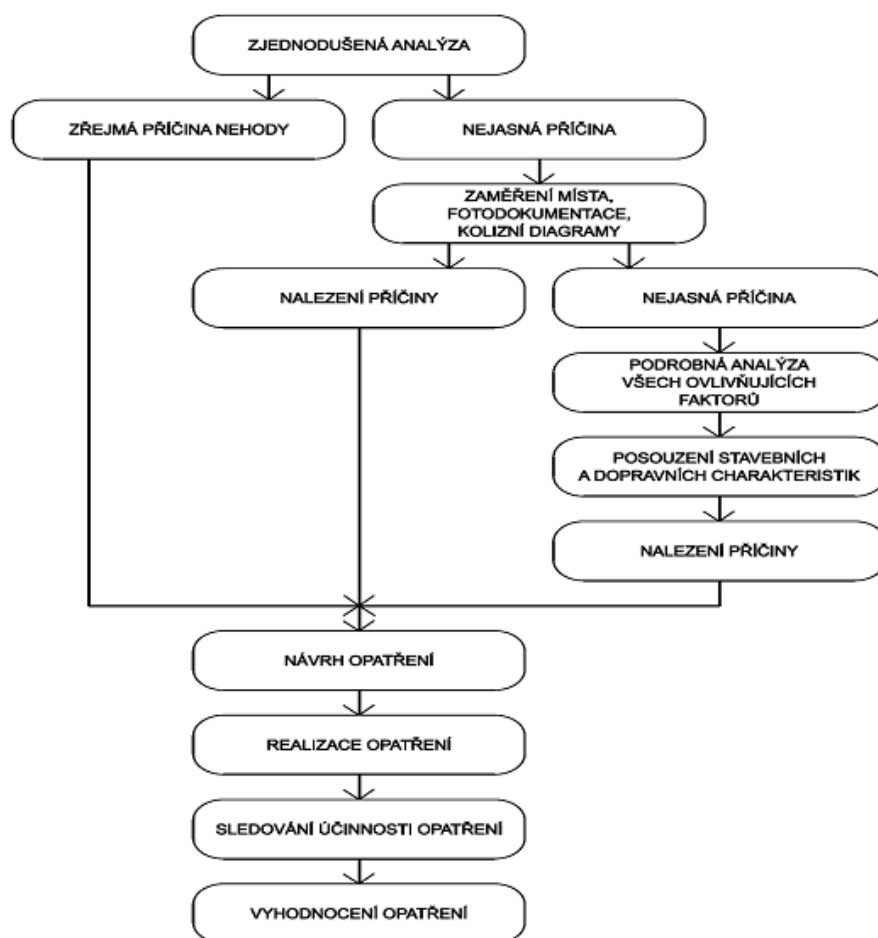 ZJEDNODUŠENÁ ANALÝZA
ZŘEJMÁ PŘÍČINA NEHODY
NEJASNÁ PŘÍČINA
ZAMĚŘENÍ MÍSTA,
FOTODOKUMENTACE,
KOLIZNÍ DIAGRAMY
NALEZENÍ PŘÍČINY
NEJASNÁ PŘÍČINA
PODROBNÁ ANALÝZA
VŠECH OVLIVŇUJÍCÍCH
FAKTORŮ
POSOUZENÍ STAVEBNÍCH
A DOPRAVNÍCH CHARAKTERISTIK
NALEZENÍ PŘÍČINY
NÁVRH OPATŘENÍ
REALIZACE OPATŘENÍ
SLEDOVÁNÍ ÚČINNOSTI OPATŘENÍ
VYHODNOCENÍ OPATŘENÍ